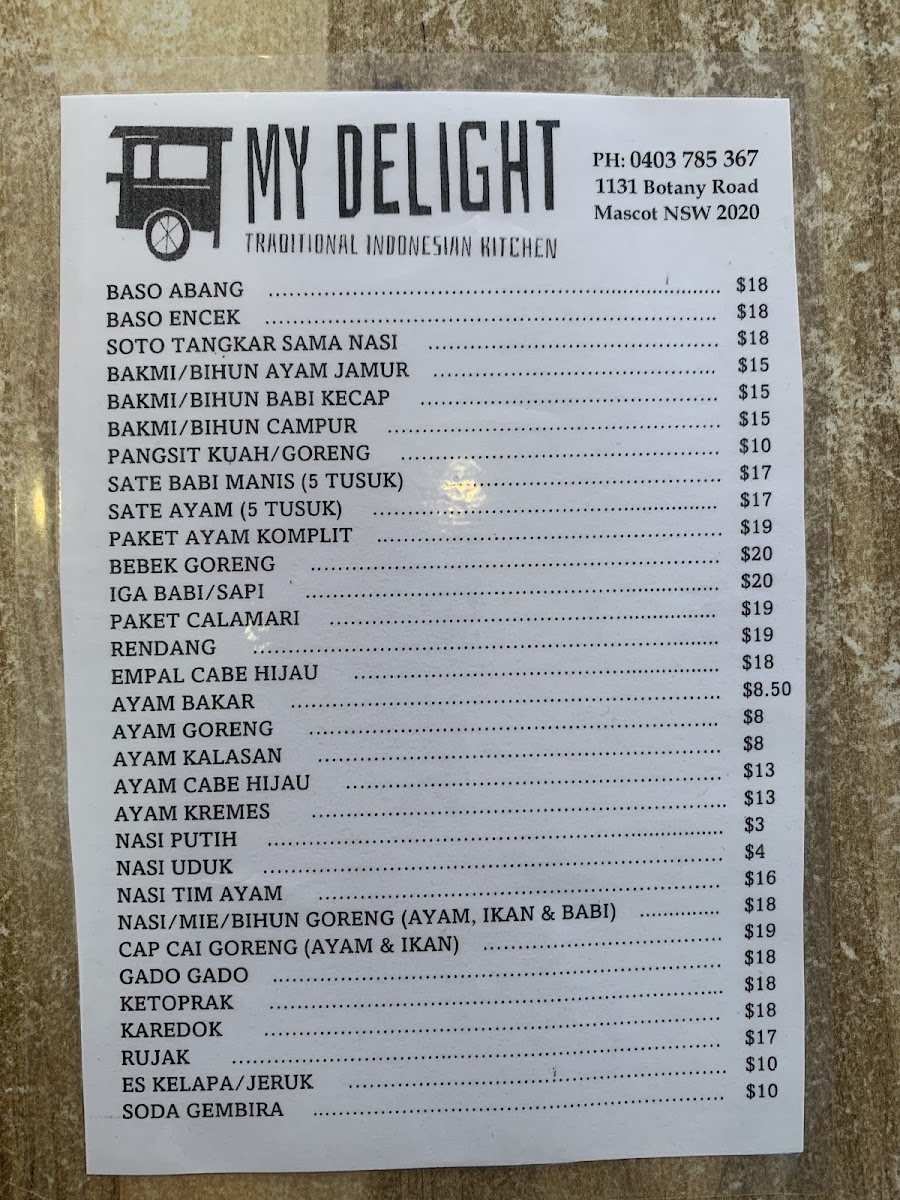 MY DELIGHT
TRADITIONAL INDONESIAN KITCHEN
PH: 0403 785 367
1131 Botany Road
Mascot NSW 2020
BASO ABANG ........ $18
BASO ENCEK ........ $18
SOTO TANGKAR SAMA NASI ........ $18
BAKMI/BIHUN AYAM JAMUR ........ $15
BAKMI/BIHUN BABI KECAP ........ $15
BAKMI/BIHUN CAMPUR ........ $15
PANGSIT KUAH/GORENG ........ $10
SATE BABI MANIS (5 TUSUK) ........ $17
SATE AYAM (5 TUSUK) ........ $17
PAKET AYAM KOMPLIT ........ $19
BEBEK GORENG ........ $20
IGA BABI/SAPI ........ $20
PAKET CALAMARI ........ $19
RENDANG ........ $19
EMPAL CABE HIJAU ........ $18
AYAM BAKAR ........ $8.50
AYAM GORENG ........ $8
AYAM KALASAN ........ $8
AYAM CABE HIJAU ........ $13
AYAM KREMES ........ $13
NASI PUTIH ........ $3
NASI UDUK ........ $4
NASI TIM AYAM ........ $16
NASI/MIE/BIHUN GORENG (AYAM, IKAN & BABI) ........ $18
CAP CAI GORENG (AYAM & IKAN) ........ $19
GADO GADO ........ $18
KETOPRAK ........ $18
KAREDOK ........ $18
RUJAK ........ $17
ES KELAPA/JERUK ........ $10
SODA GEMBIRA ........ $10